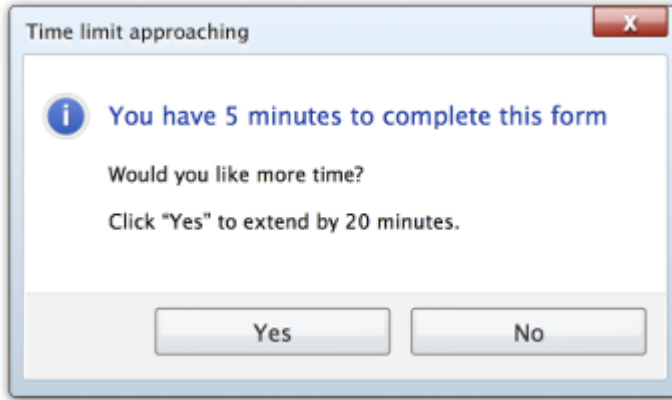 Time limit approaching
X
You have 5 minutes to complete this form
Would you like more time?
Click “Yes” to extend by 20 minutes.
Yes
No